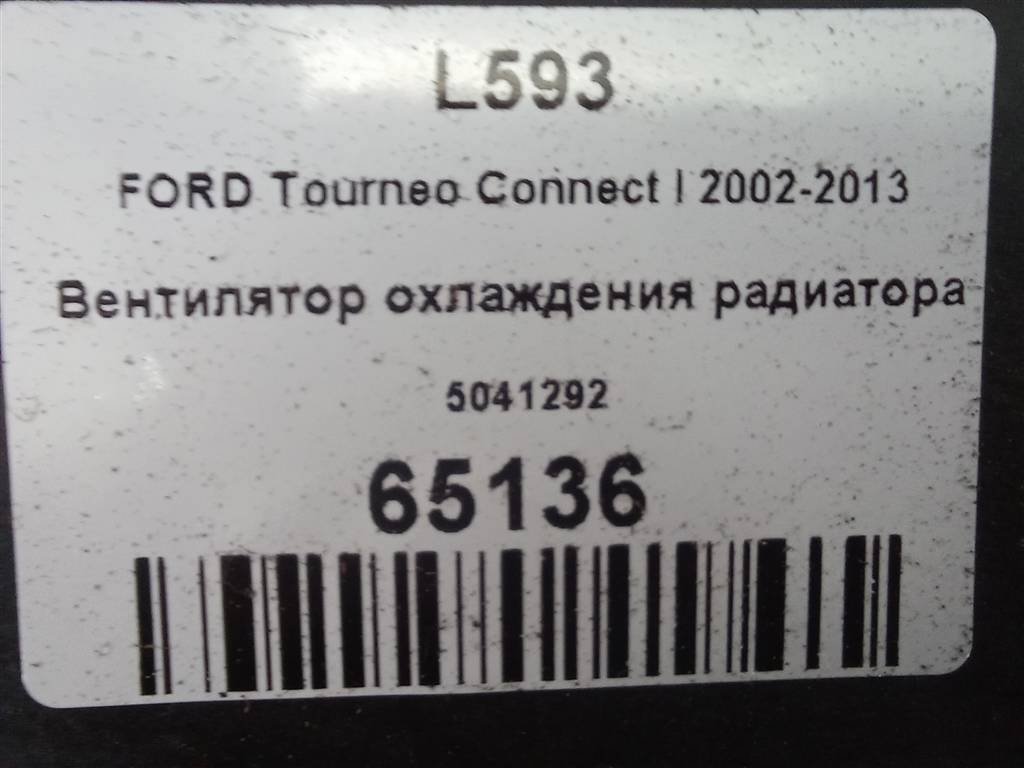 L593
FORD Tourneo Connect I 2002-2013
Вентилятор охлаждения радиатора
5041292
65136